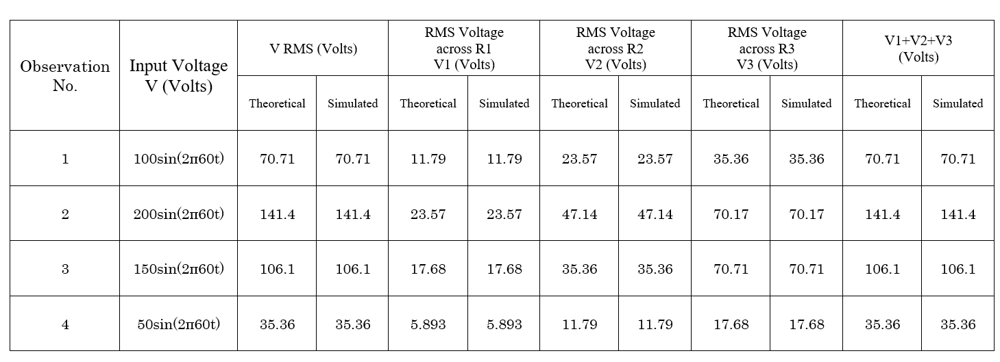 Observation No. Input Voltage V (Volts) V RMS (Volts) RMS Voltage across R1 V1 (Volts) RMS Voltage across R2 V2 (Volts) RMS Voltage across R3 V3 (Volts) V1+V2+V3 (Volts)
Theoretical Simulated Theoretical Simulated Theoretical Simulated Theoretical Simulated Theoretical Simulated
1 100sin(2π60t) 70.71 70.71 11.79 11.79 23.57 23.57 35.36 35.36 70.71 70.71
2 200sin(2π60t) 141.4 141.4 23.57 23.57 47.14 47.14 70.17 70.17 141.4 141.4
3 150sin(2π60t) 106.1 106.1 17.68 17.68 35.36 35.36 70.71 70.71 106.1 106.1
4 50sin(2π60t) 35.36 35.36 5.893 5.893 11.79 11.79 17.68 17.68 35.36 35.36